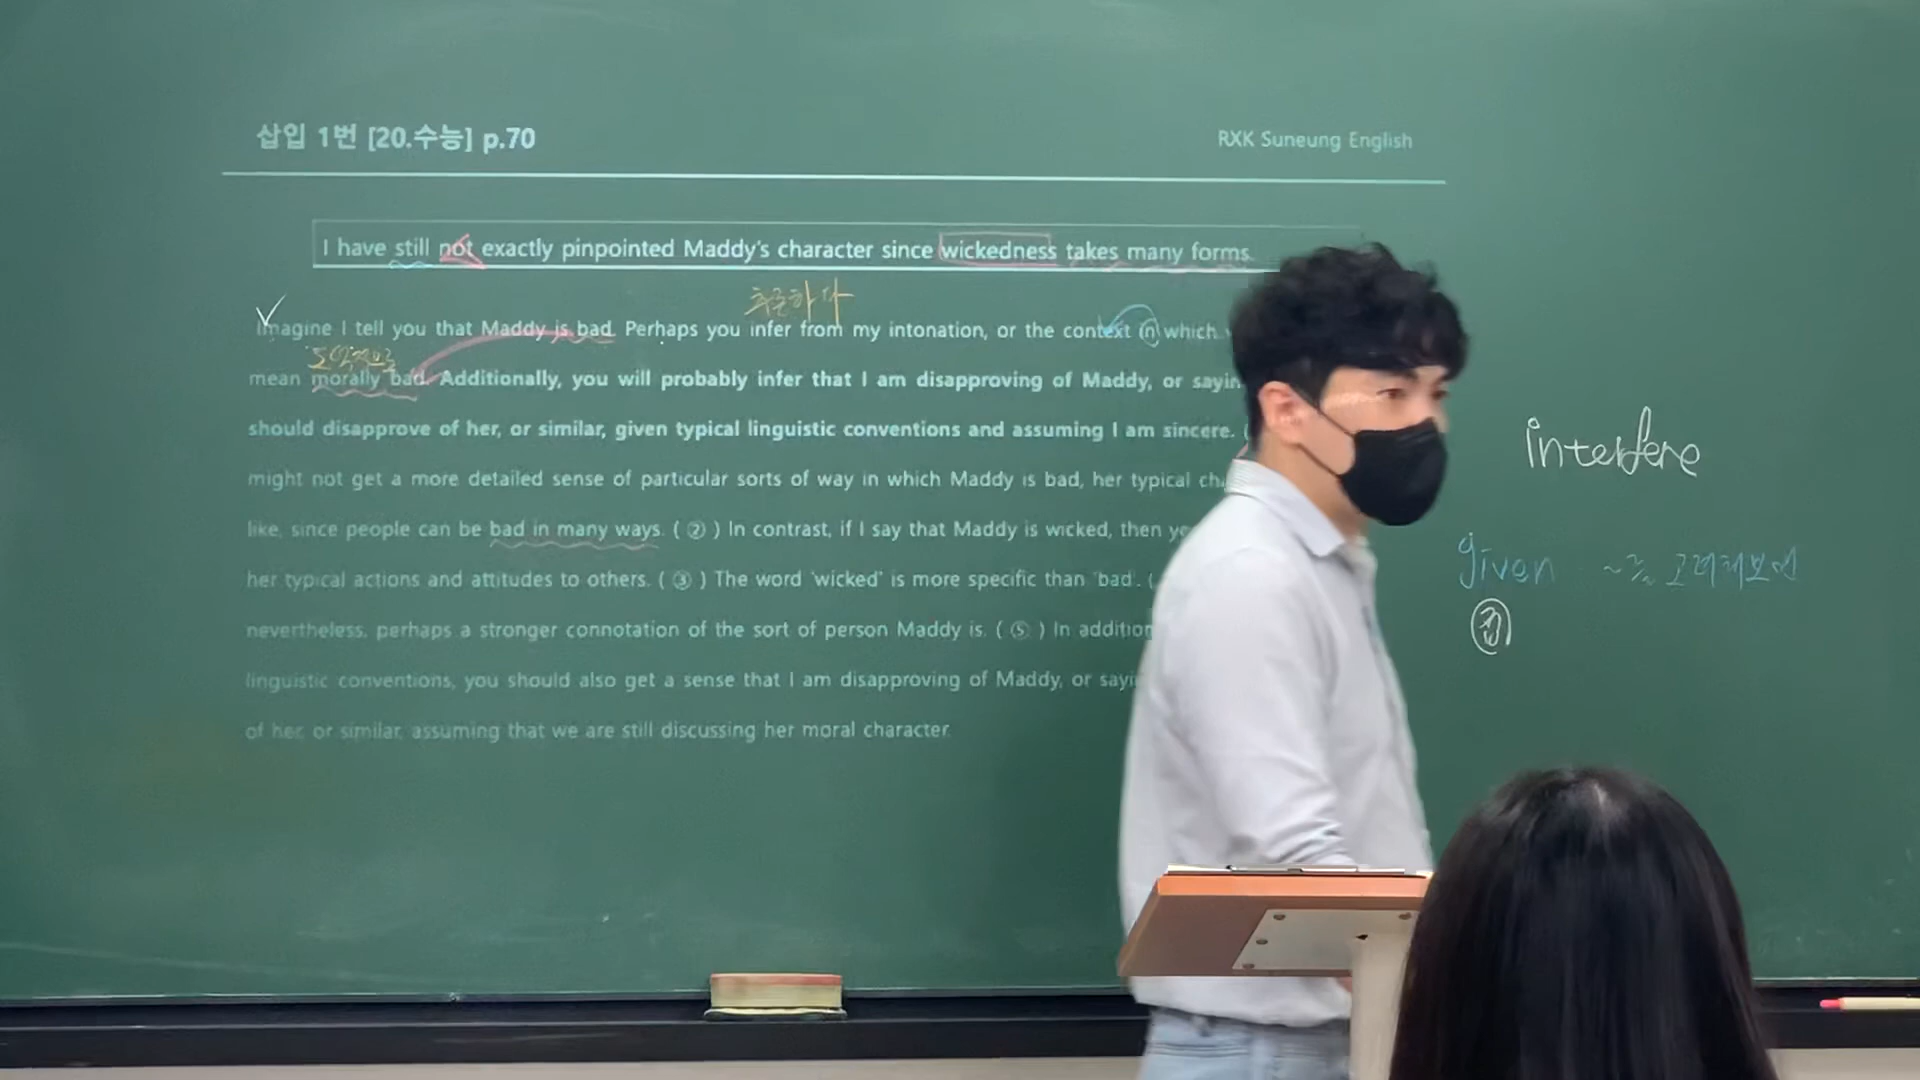 삽입 1번 [20.수능] p.70
RXK Suneung English
I have still not exactly pinpointed Maddy's character since wickedness takes many forms.
추론하다
Imagine I tell you that Maddy is bad. Perhaps you infer from my intonation, or the context in which
도덕적으로
mean morally bad. Additionally, you will probably infer that I am disapproving of Maddy, or sayin
should disapprove of her, or similar, given typical linguistic conventions and assuming I am sincere. (
might not get a more detailed sense of particular sorts of way in which Maddy is bad, her typical ch
like, since people can be bad in many ways. ( ② ) In contrast, if I say that Maddy is wicked, then
her typical actions and attitudes to others. ( ③ ) The word 'wicked' is more specific than 'bad'. (
nevertheless, perhaps a stronger connotation of the sort of person Maddy is. ( ⑤ ) In addition
linguistic conventions, you should also get a sense that I am disapproving of Maddy, or sayi
of her, or similar, assuming that we are still discussing her moral character.
interfere
given ~를 고려해보면
전